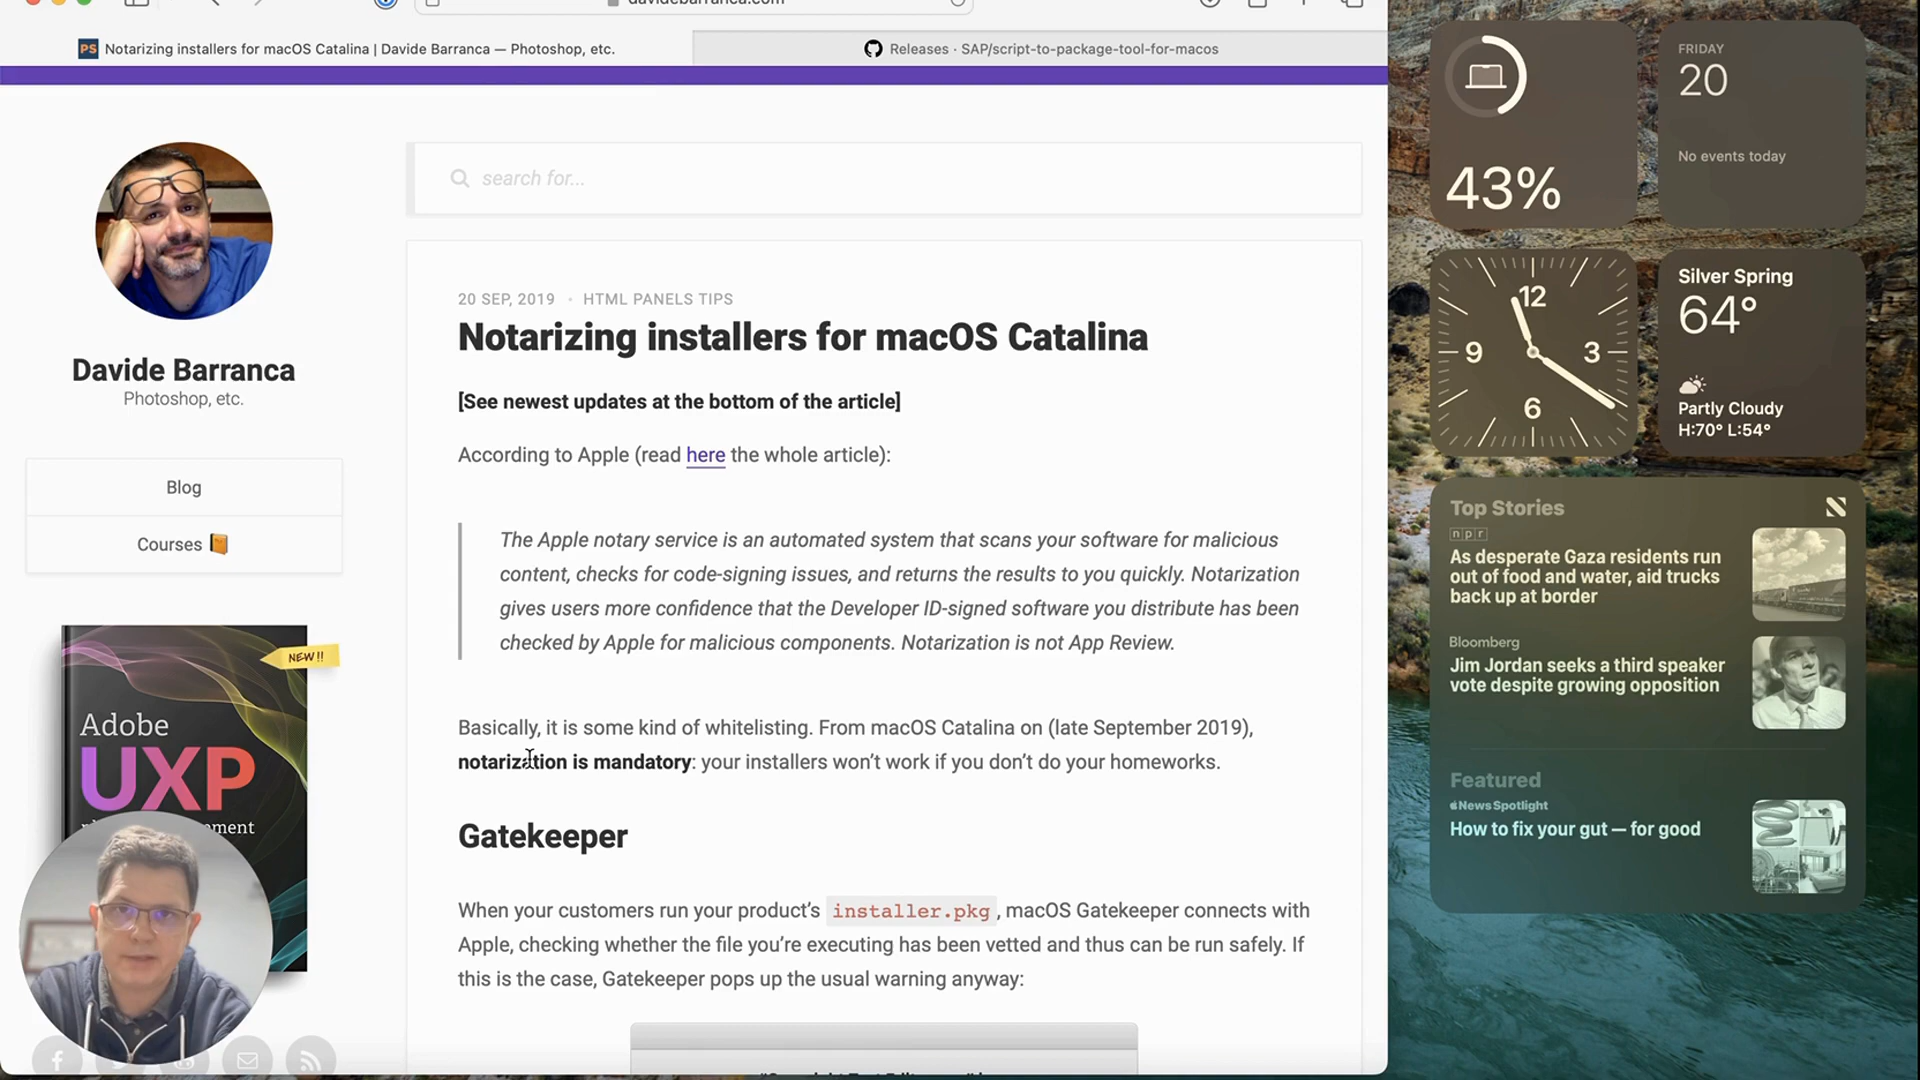 davidebarranca.com
PS Notarizing installers for macOS Catalina | Davide Barranca — Photoshop, etc.
Releases · SAP/script-to-package-tool-for-macos
Davide Barranca
Photoshop, etc.
Blog
Courses
NEW!!
Adobe
UXP
search for...
20 SEP, 2019 • HTML PANELS TIPS
Notarizing installers for macOS Catalina
[See newest updates at the bottom of the article]
According to Apple (read here the whole article):
The Apple notary service is an automated system that scans your software for malicious
content, checks for code-signing issues, and returns the results to you quickly. Notarization
gives users more confidence that the Developer ID-signed software you distribute has been
checked by Apple for malicious components. Notarization is not App Review.
Basically, it is some kind of whitelisting. From macOS Catalina on (late September 2019),
notarization is mandatory: your installers won’t work if you don’t do your homeworks.
Gatekeeper
When your customers run your product’s installer.pkg, macOS Gatekeeper connects with
Apple, checking whether the file you’re executing has been vetted and thus can be run safely. If
this is the case, Gatekeeper pops up the usual warning anyway:
43%
FRIDAY
20
No events today
12
9 3
6
Silver Spring
64°
Partly Cloudy
H:70° L:54°
Top Stories
npr
As desperate Gaza residents run
out of food and water, aid trucks
back up at border
Bloomberg
Jim Jordan seeks a third speaker
vote despite growing opposition
Featured
News Spotlight
How to fix your gut — for good